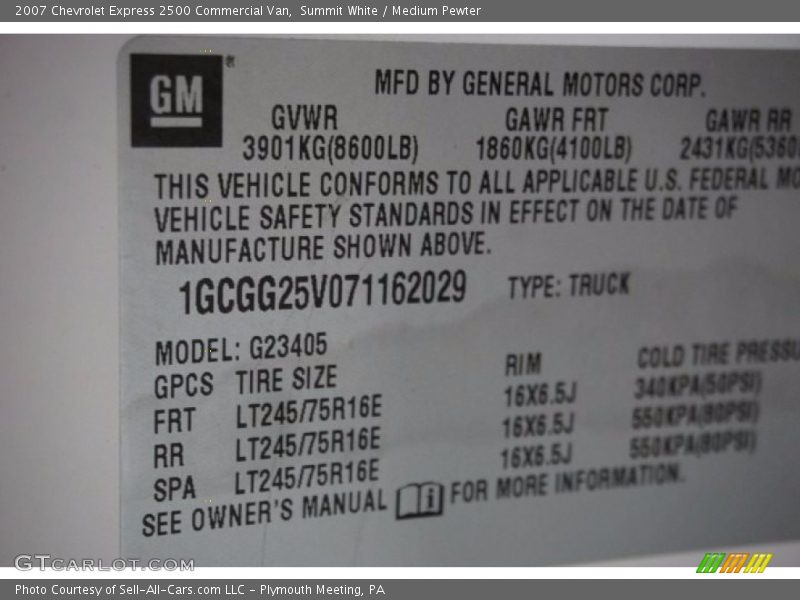 2007 Chevrolet Express 2500 Commercial Van, Summit White / Medium Pewter
GM®
MFD BY GENERAL MOTORS CORP.
GVWR GAWR FRT GAWR RR
3901KG(8600LB) 1860KG(4100LB) 2431KG(5360L
THIS VEHICLE CONFORMS TO ALL APPLICABLE U.S. FEDERAL MO
VEHICLE SAFETY STANDARDS IN EFFECT ON THE DATE OF
MANUFACTURE SHOWN ABOVE.
1GCGG25V071162029 TYPE: TRUCK
MODEL: G23405
GPCS TIRE SIZE RIM COLD TIRE PRESSU
FRT LT245/75R16E 16X6.5J 340KPA(50PSI)
RR LT245/75R16E 16X6.5J 550KPA(80PSI)
SPA LT245/75R16E 16X6.5J 550KPA(80PSI)
SEE OWNER'S MANUAL i FOR MORE INFORMATION.
GTcarlot.com
Photo Courtesy of Sell-All-Cars.com LLC - Plymouth Meeting, PA